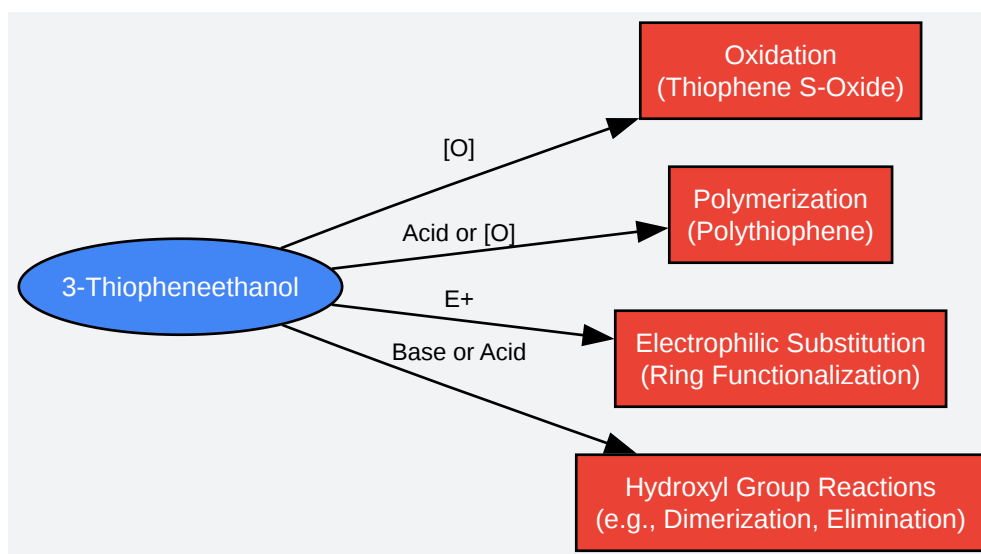 Oxidation
(Thiophene S-Oxide)
[O]
Polymerization
(Polythiophene)
Acid or [O]
3-Thiopheneethanol
E+
Electrophilic Substitution
(Ring Functionalization)
Base or Acid
Hydroxyl Group Reactions
(e.g., Dimerization, Elimination)